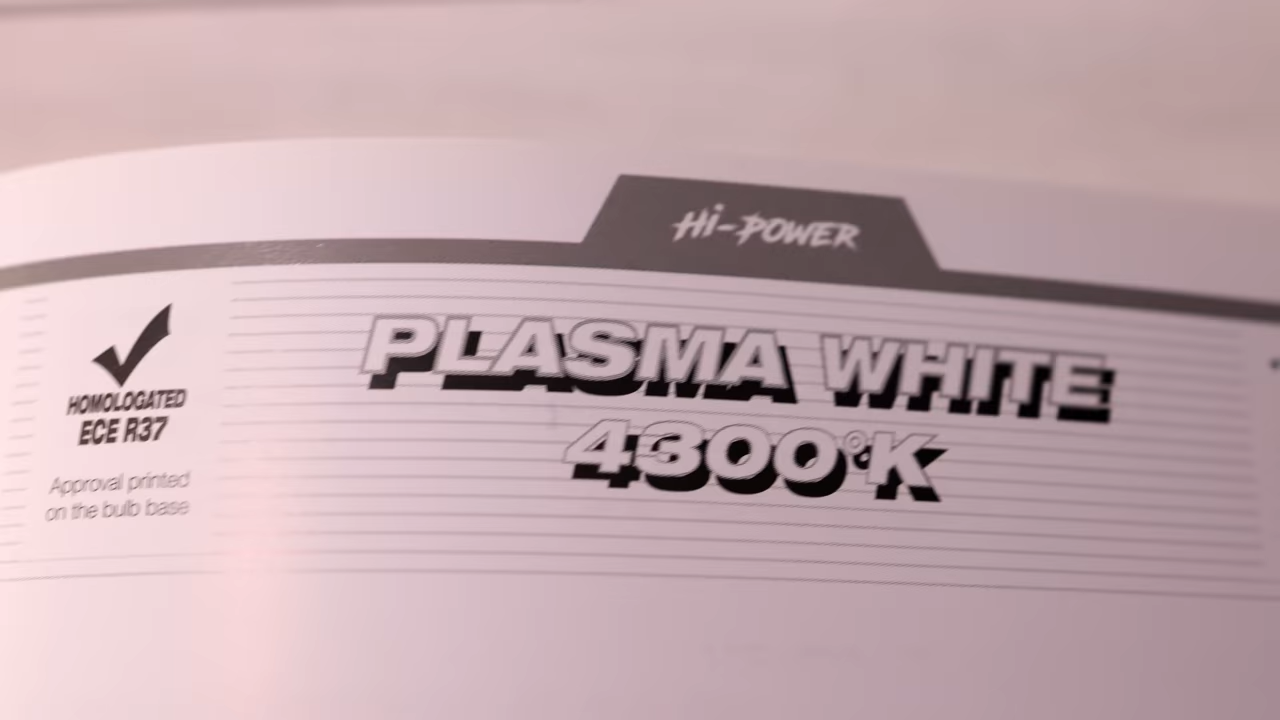 Hi-POWER
PLASMA WHITE
4300°K
HOMOLOGATED
ECE R37
Approval printed
on the bulb base